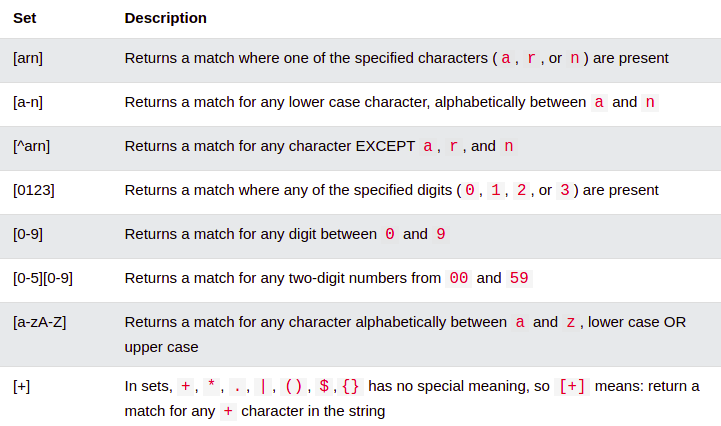 Set Description
[arn] Returns a match where one of the specified characters ( a , r , or n ) are present
[a-n] Returns a match for any lower case character, alphabetically between a and n
[^arn] Returns a match for any character EXCEPT a , r , and n
[0123] Returns a match where any of the specified digits ( 0 , 1 , 2 , or 3 ) are present
[0-9] Returns a match for any digit between 0 and 9
[0-5][0-9] Returns a match for any two-digit numbers from 00 and 59
[a-zA-Z] Returns a match for any character alphabetically between a and z , lower case OR
upper case
[+] In sets, + , * , . , | , () , $ , {} has no special meaning, so [+] means: return a
match for any + character in the string